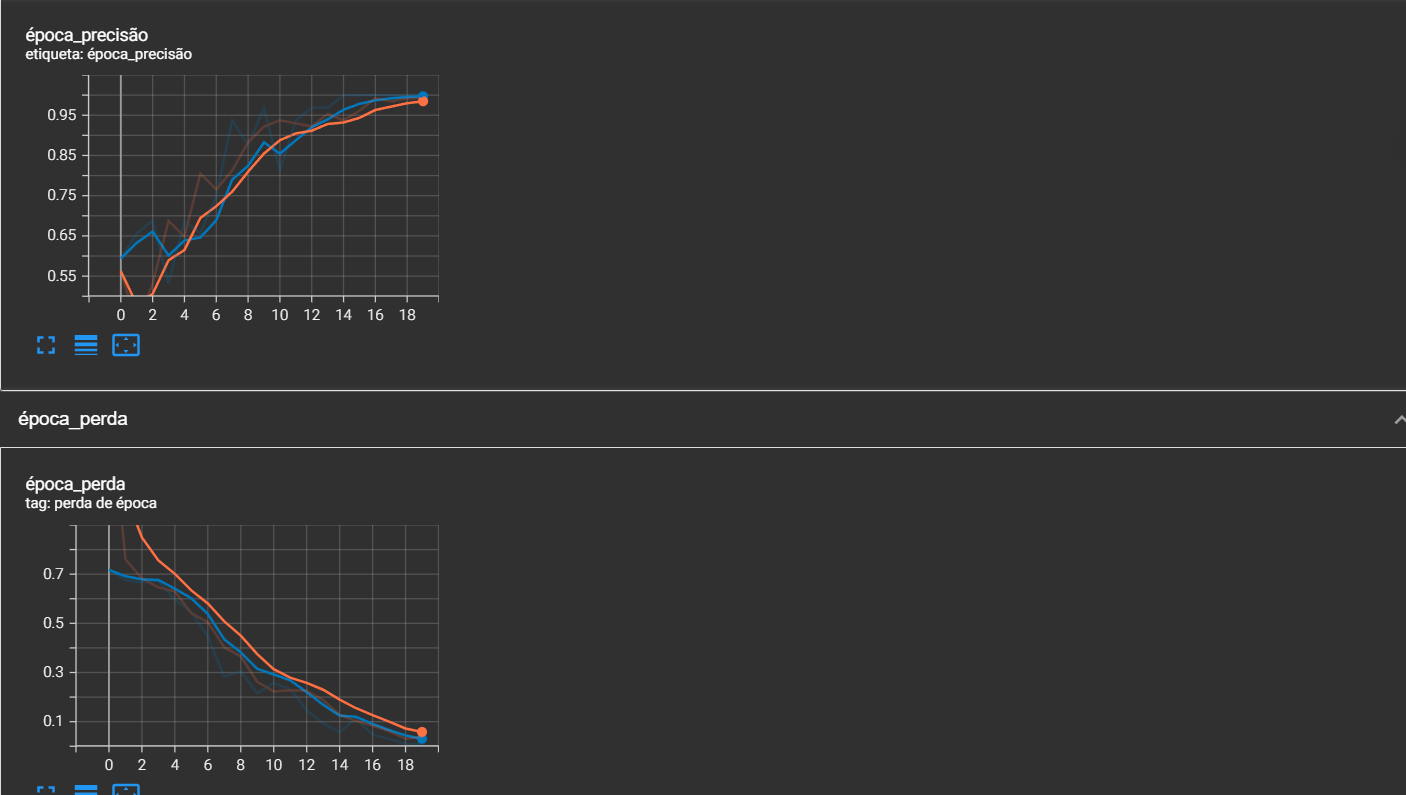 época_precisão
etiqueta: época_precisão
0.95
0.85
0.75
0.65
0.55
0 2 4 6 8 10 12 14 16 18
época_perda
época_perda
tag: perda de época
0.7
0.5
0.3
0.1
0 2 4 6 8 10 12 14 16 18